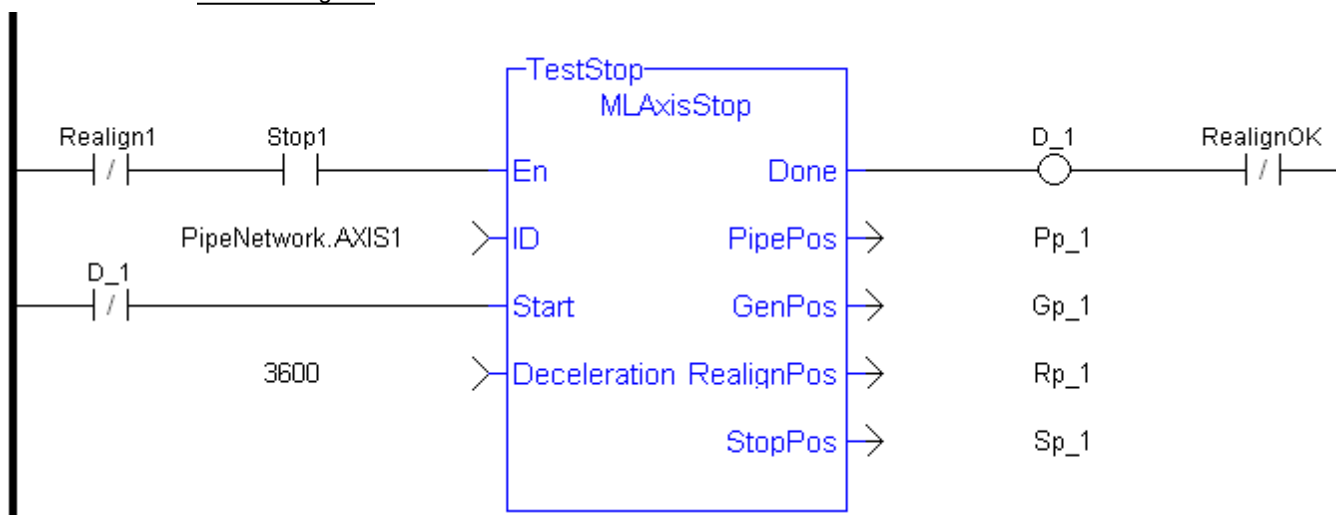 TestStop
MLAxisStop
Realign1 Stop1 D_1 RealignOK
En Done
PipeNetwork.AXIS1 ID PipePos Pp_1
D_1
Start GenPos Gp_1
3600 Deceleration RealignPos Rp_1
StopPos Sp_1